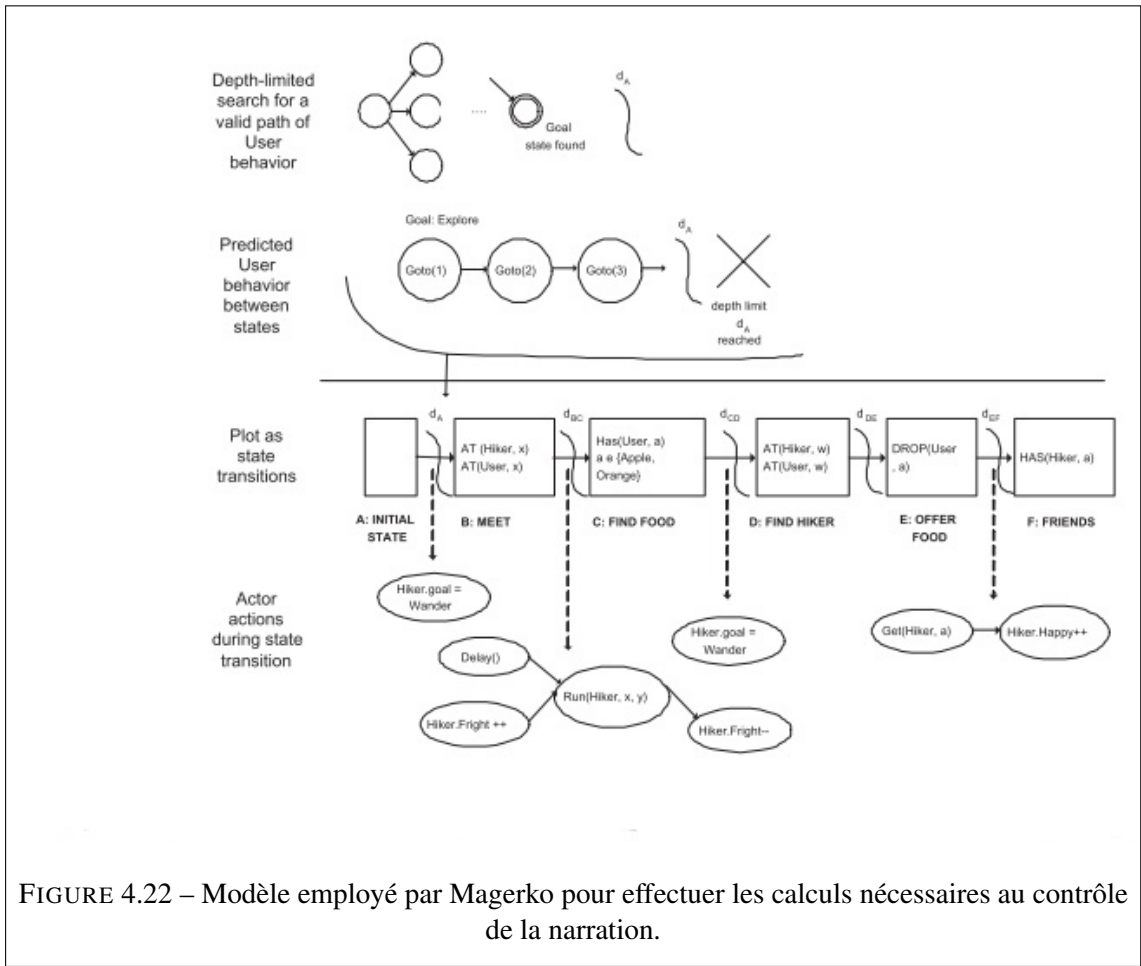 Depth-limited
search for a
valid path of
User
behavior
....
Goal
state found
d_A
Predicted
User
behavior
between
states
Goal: Explore
Goto(1)
Goto(2)
Goto(3)
d_A
depth limit
d_A
reached
Plot as
state
transitions
d_A
d_BC
d_CD
d_DE
d_EF
AT (Hiker, x)
AT(User, x)
Has(User, a)
a e {Apple,
Orange}
AT(Hiker, w)
AT(User, w)
DROP(User
, a)
HAS(Hiker, a)
A: INITIAL
STATE
B: MEET
C: FIND FOOD
D: FIND HIKER
E: OFFER
FOOD
F: FRIENDS
Actor
actions
during state
transition
Hiker.goal =
Wander
Delay()
Hiker.Fright ++
Run(Hiker, x, y)
Hiker.Fright--
Hiker.goal =
Wander
Get(Hiker, a)
Hiker.Happy++
FIGURE 4.22 – Modèle employé par Magerko pour effectuer les calculs nécessaires au contrôle
de la narration.